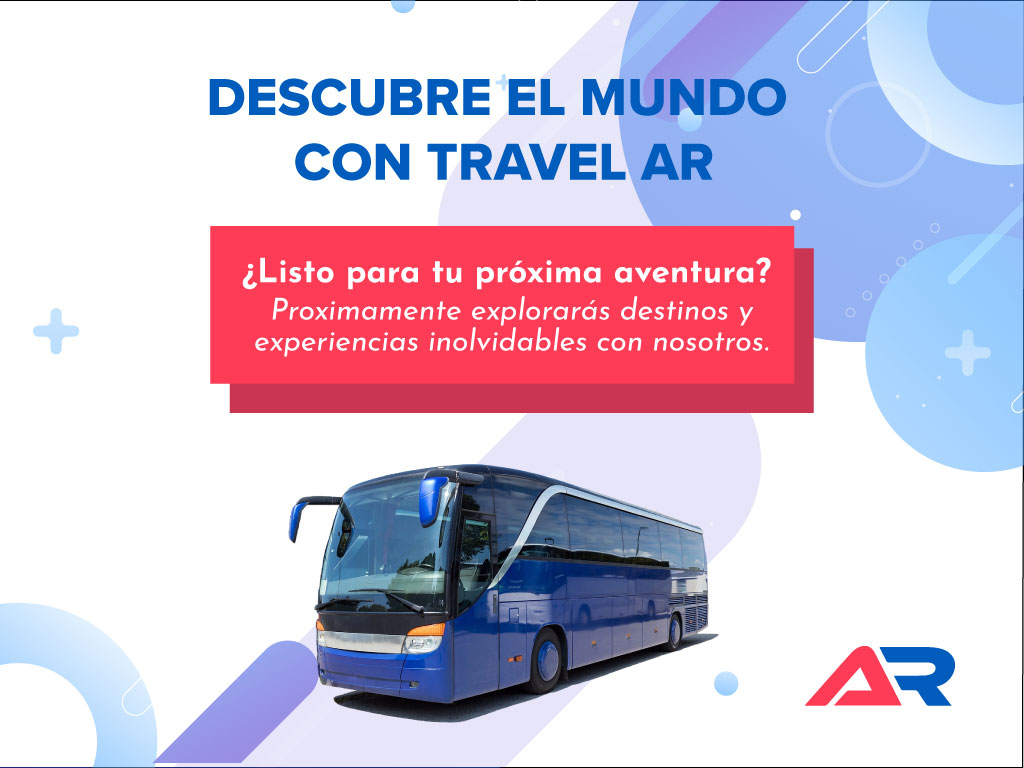 DESCUBRE EL MUNDO
CON TRAVEL AR
¿Listo para tu próxima aventura?
Proximamente explorarás destinos y
experiencias inolvidables con nosotros.
AR